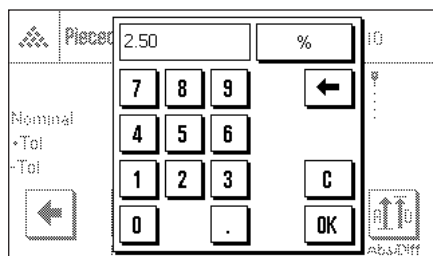 2.50 %
10
7 8 9
4 5 6
1 2 3 C
0 . OK
Nominal
+Tol
-Tol
Abs/Diff